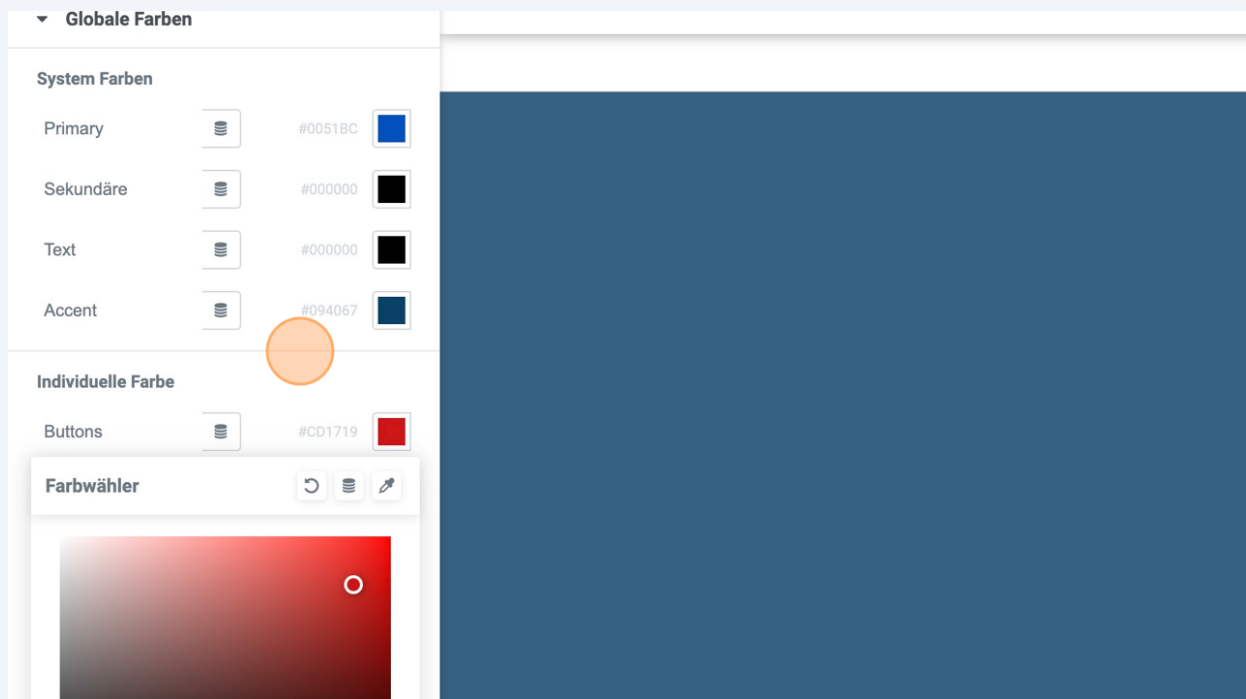 Globale Farben
System Farben
Primary #0051BC
Sekundäre #000000
Text #000000
Accent #094067
Individuelle Farbe
Buttons #CD1719
Farbwähler